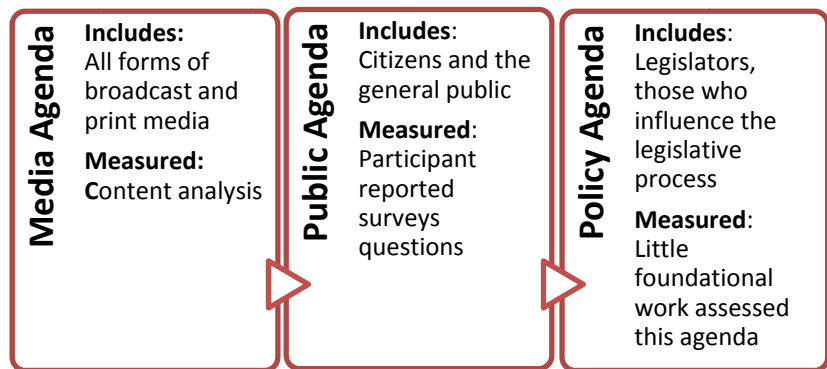 Media Agenda
Includes:
All forms of
broadcast and
print media
Measured:
Content analysis
Public Agenda
Includes:
Citizens and the
general public
Measured:
Participant
reported
surveys
questions
Policy Agenda
Includes:
Legislators,
those who
influence the
legislative
process
Measured:
Little
foundational
work assessed
this agenda